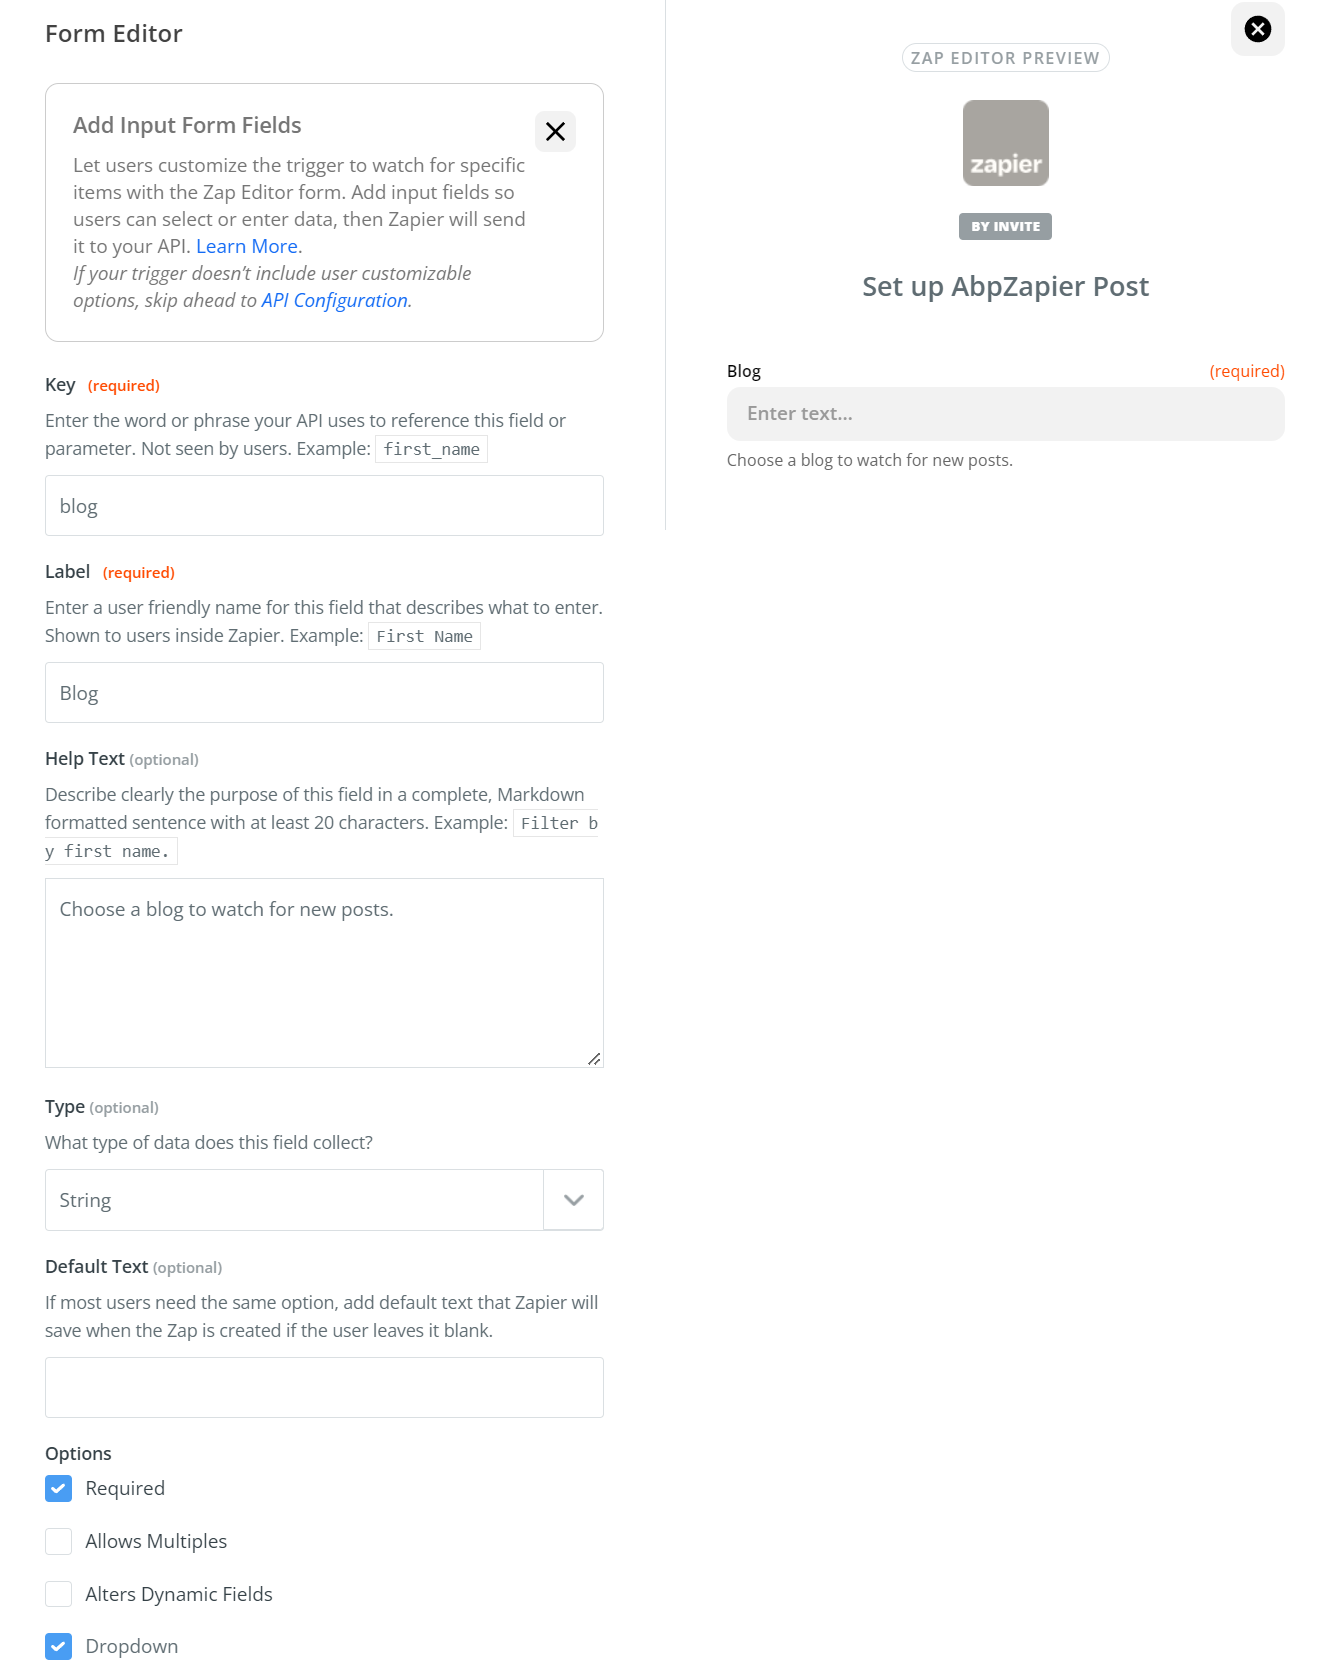 Form Editor
Add Input Form Fields
Let users customize the trigger to watch for specific
items with the Zap Editor form. Add input fields so
users can select or enter data, then Zapier will send
it to your API. Learn More.
If your trigger doesn’t include user customizable
options, skip ahead to API Configuration.
Key (required)
Enter the word or phrase your API uses to reference this field or
parameter. Not seen by users. Example: first_name
blog
Label (required)
Enter a user friendly name for this field that describes what to enter.
Shown to users inside Zapier. Example: First Name
Blog
Help Text (optional)
Describe clearly the purpose of this field in a complete, Markdown
formatted sentence with at least 20 characters. Example: Filter b
y first name.
Choose a blog to watch for new posts.
Type (optional)
What type of data does this field collect?
String
Default Text (optional)
If most users need the same option, add default text that Zapier will
save when the Zap is created if the user leaves it blank.
Options
Required
Allows Multiples
Alters Dynamic Fields
Dropdown
ZAP EDITOR PREVIEW
zapier
BY INVITE
Set up AbpZapier Post
Blog (required)
Enter text...
Choose a blog to watch for new posts.